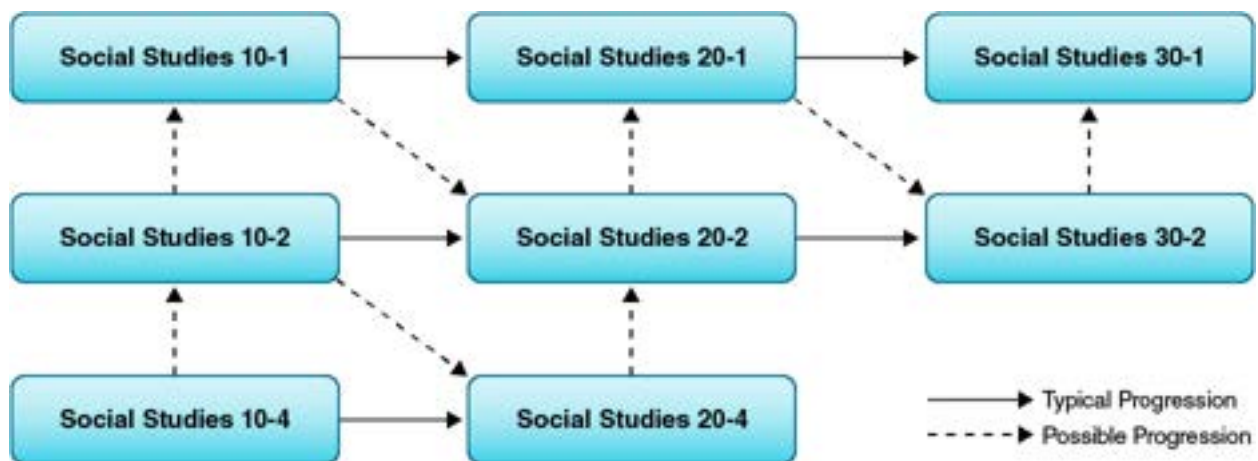 Social Studies 10-1
Social Studies 20-1
Social Studies 30-1
Social Studies 10-2
Social Studies 20-2
Social Studies 30-2
Social Studies 10-4
Social Studies 20-4
Typical Progression
Possible Progression